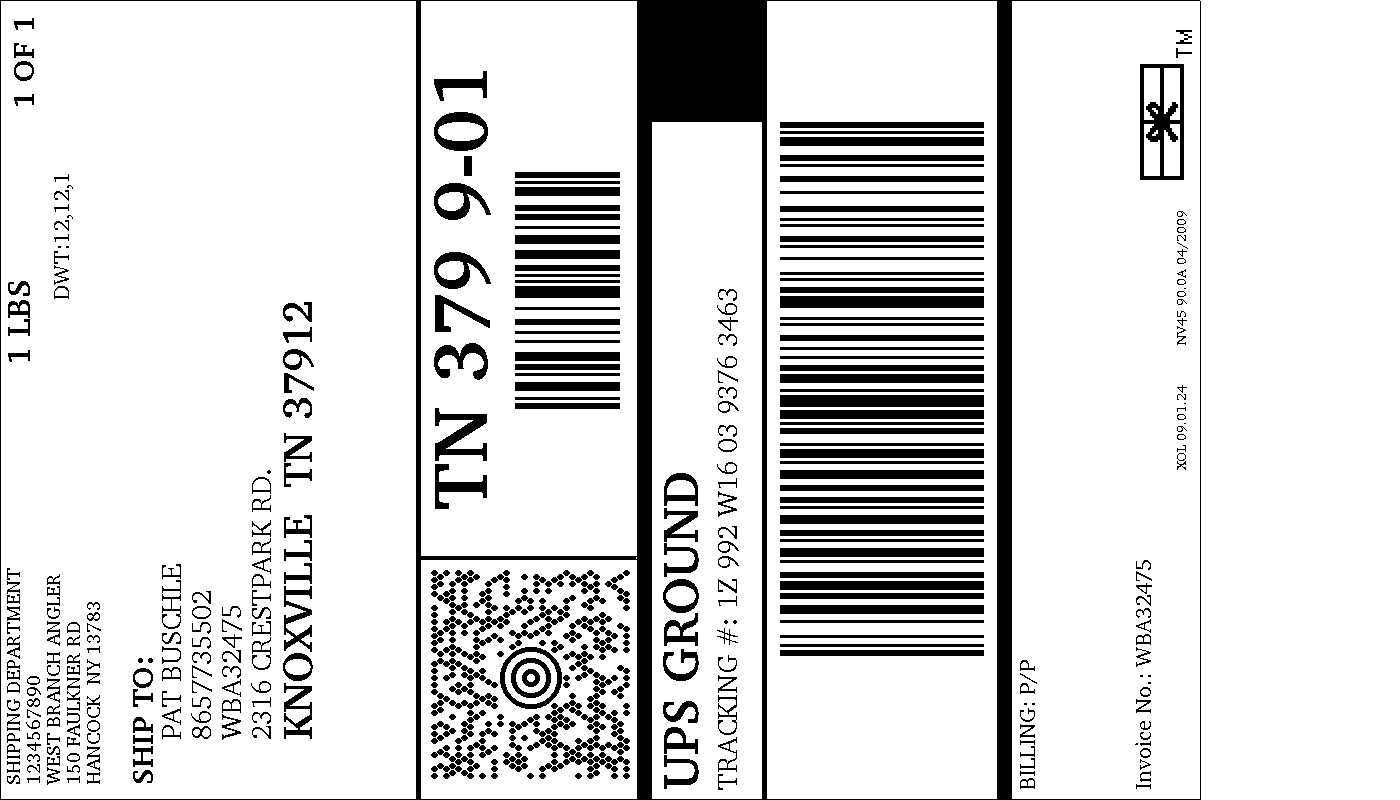 SHIPPING DEPARTMENT
1234567890
WEST BRANCH ANGLER
150 FAULKNER RD
HANCOCK NY 13783
1 LBS
1 OF 1
DWT:12,12,1
SHIP TO:
PAT BUSCHLE
8657735502
WBA32475
2316 CRESTPARK RD.
KNOXVILLE TN 37912
TN 379 9-01
UPS GROUND
TRACKING #: 1Z 992 W16 03 9376 3463
BILLING: P/P
Invoice No.: WBA32475
XOL 09.01.24
NV45 90.0A 04/2009
TM